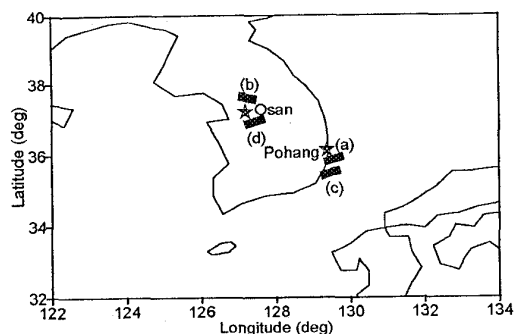 40
38
36
34
32
Latitude (deg)
(b)
Osan
(d)
Pohang
(a)
(c)
122 124 126 128 130 132 134
Longitude (deg)